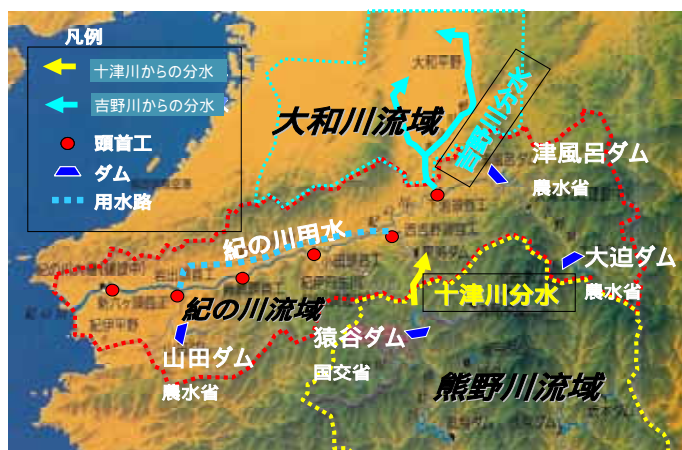 凡例
十津川からの分水
吉野川からの分水
頭首工
ダム
用水路
大和平野
大和川流域
吉野川分水
津風呂ダム
農水省
紀の川用水
大迫ダム
農水省
十津川分水
紀の川流域
猿谷ダム
国交省
山田ダム
農水省
紀伊平野
熊野川流域